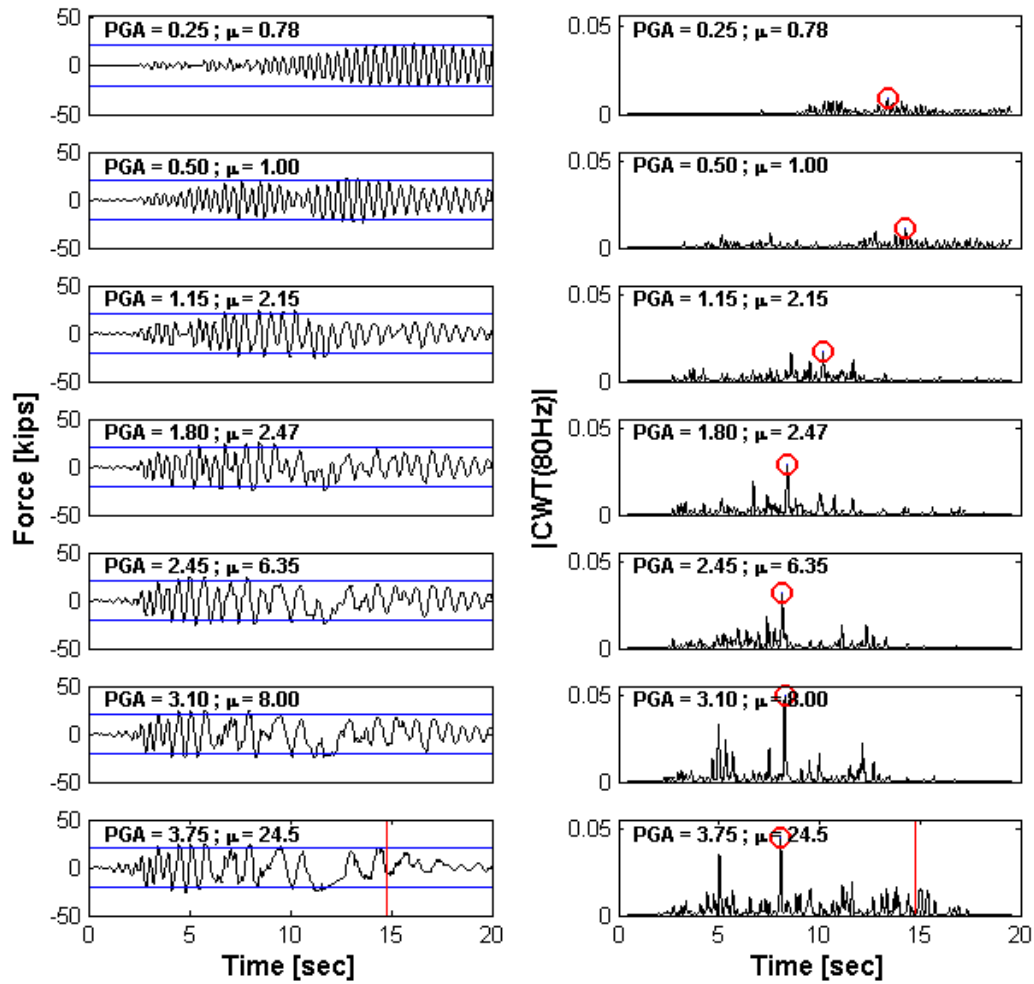 50
PGA = 0.25 ; μ = 0.78
0
-50
50
PGA = 0.50 ; μ = 1.00
0
-50
50
PGA = 1.15 ; μ = 2.15
0
-50
50
PGA = 1.80 ; μ = 2.47
0
-50
50
PGA = 2.45 ; μ = 6.35
0
-50
50
PGA = 3.10 ; μ = 8.00
0
-50
50
PGA = 3.75 ; μ = 24.5
0
-50
0 5 10 15 20
Time [sec]
Force [kips]
0.05
PGA = 0.25 ; μ = 0.78
0
0.05
PGA = 0.50 ; μ = 1.00
0
0.05
PGA = 1.15 ; μ = 2.15
0
0.05
PGA = 1.80 ; μ = 2.47
0
0.05
PGA = 2.45 ; μ = 6.35
0
0.05
PGA = 3.10 ; μ = 8.00
0
0.05
PGA = 3.75 ; μ = 24.5
0
0 5 10 15 20
Time [sec]
|CWT(80Hz)|